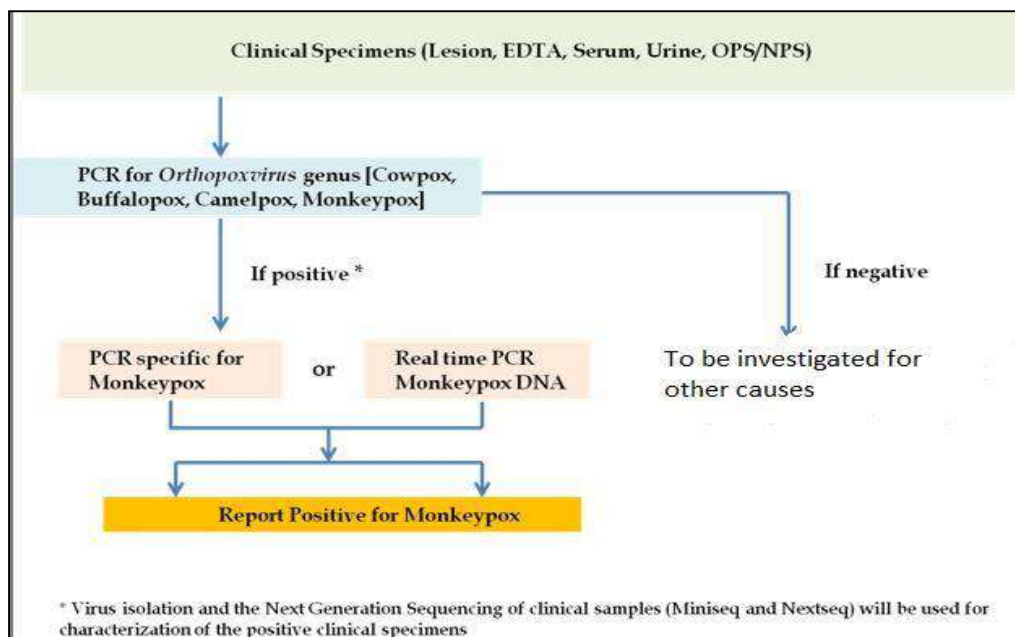 Clinical Specimens (Lesion, EDTA, Serum, Urine, OPS/NPS)
PCR for Orthopoxvirus genus [Cowpox,
Buffalopox, Camelpox, Monkeypox]
If positive *
If negative
PCR specific for
Monkeypox
or
Real time PCR
Monkeypox DNA
To be investigated for
other causes
Report Positive for Monkeypox
* Virus isolation and the Next Generation Sequencing of clinical samples (Miniseq and Nextseq) will be used for
characterization of the positive clinical specimens